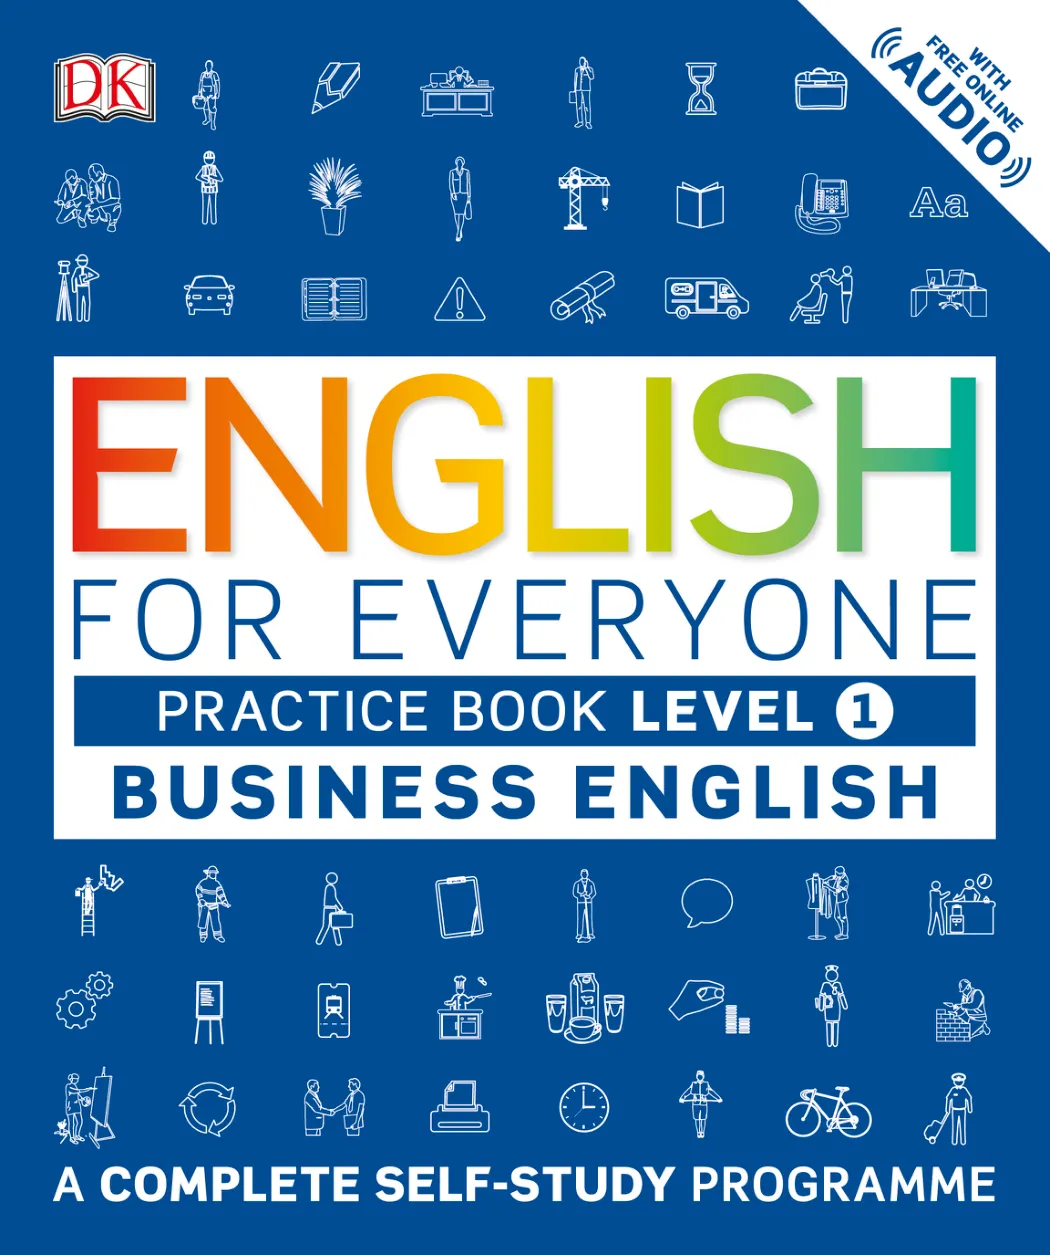 DK
WITH
FREE ONLINE
AUDIO
Aa
ENGLISH
FOR EVERYONE
PRACTICE BOOK LEVEL 1
BUSINESS ENGLISH
A COMPLETE SELF-STUDY PROGRAMME